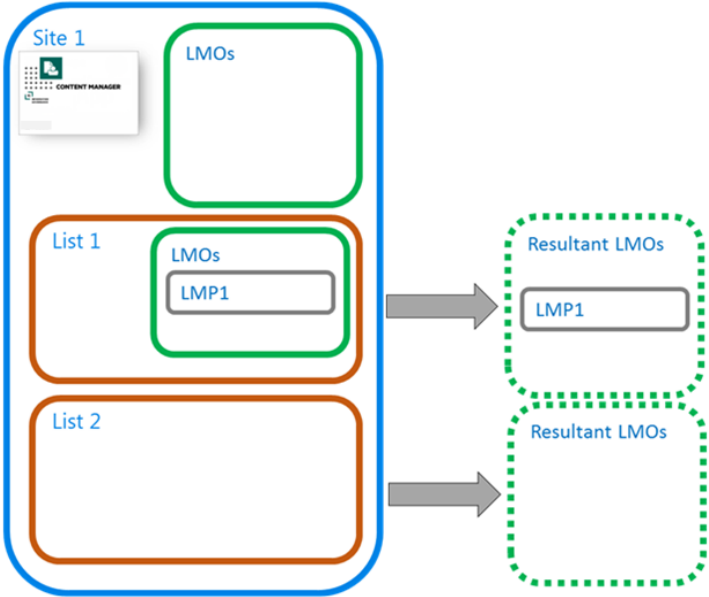 Site 1
CONTENT MANAGER
LMOs
List 1
LMOs
LMP1
Resultant LMOs
LMP1
List 2
Resultant LMOs